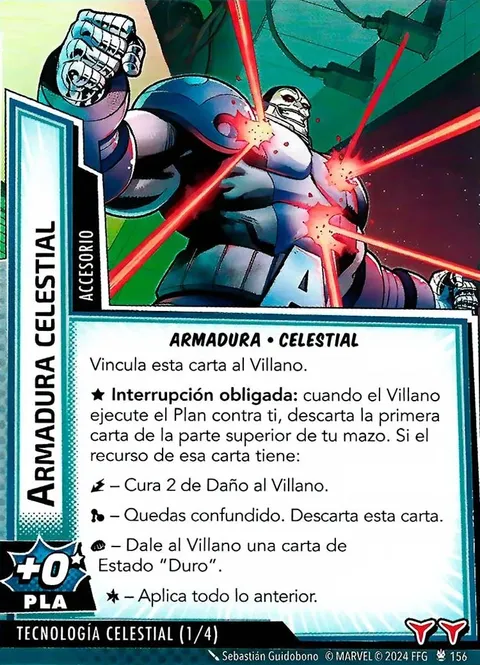 ARMADURA CELESTIAL
ACCESORIO
ARMADURA • CELESTIAL
Vincula esta carta al Villano.
★ Interrupción obligada: cuando el Villano
ejecute el Plan contra ti, descarta la primera
carta de la parte superior de tu mazo. Si el
recurso de esa carta tiene:
– Cura 2 de Daño al Villano.
– Quedas confundido. Descarta esta carta.
– Dale al Villano una carta de
Estado "Duro".
– Aplica todo lo anterior.
+0★
PLA
TECNOLOGÍA CELESTIAL (1/4)
Sebastián Guidobono © MARVEL © 2024 FFG 156